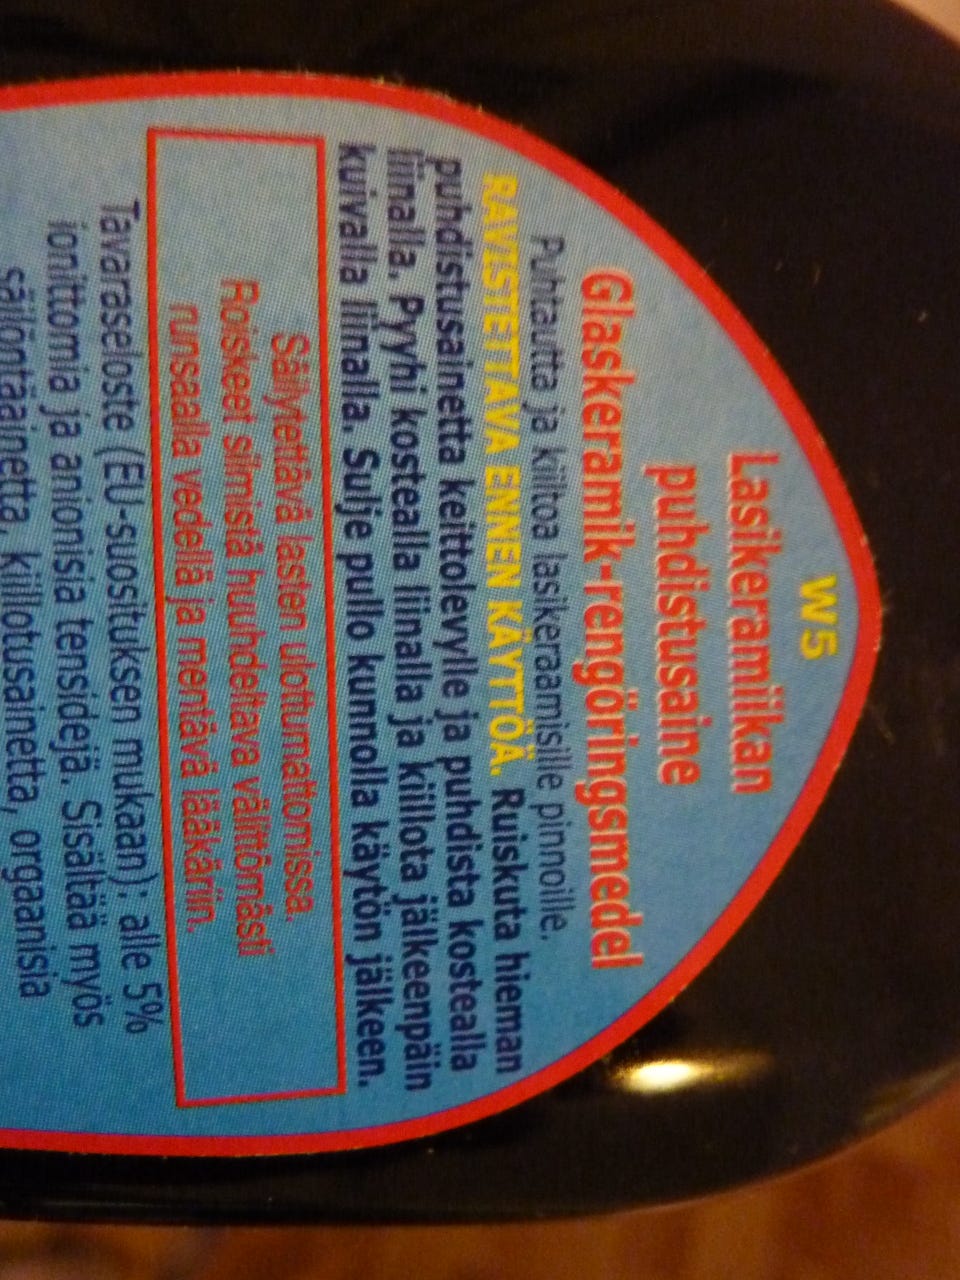 W5
Lasikeramiikan
puhdistusaine
Glaskeramik-rengöringsmedel
Puhtautta ja kiiltoa lasikeraamisille pinnoille.
RAVISTETTAVA ENNEN KÄYTTÖÄ. Ruiskuta hieman
puhdistusainetta keittolevylle ja puhdista kostealla
liinalla. Pyyhi kostealla liinalla ja kiillota jälkeenpäin
kuivalla liinalla. Sulje pullo kunnolla käytön jälkeen.
Säilytettävä lasten ulottumattomissa.
Roiskeet silmistä huuhdeltava välittömästi
runsaalla vedellä ja mentävä lääkäriin.
Tavaraseloste (EU-suosituksen mukaan): alle 5%
ionittomia ja anionisia tensidejä. Sisältää myös
säilöntäainetta, kiillotusainetta, orgaanisia